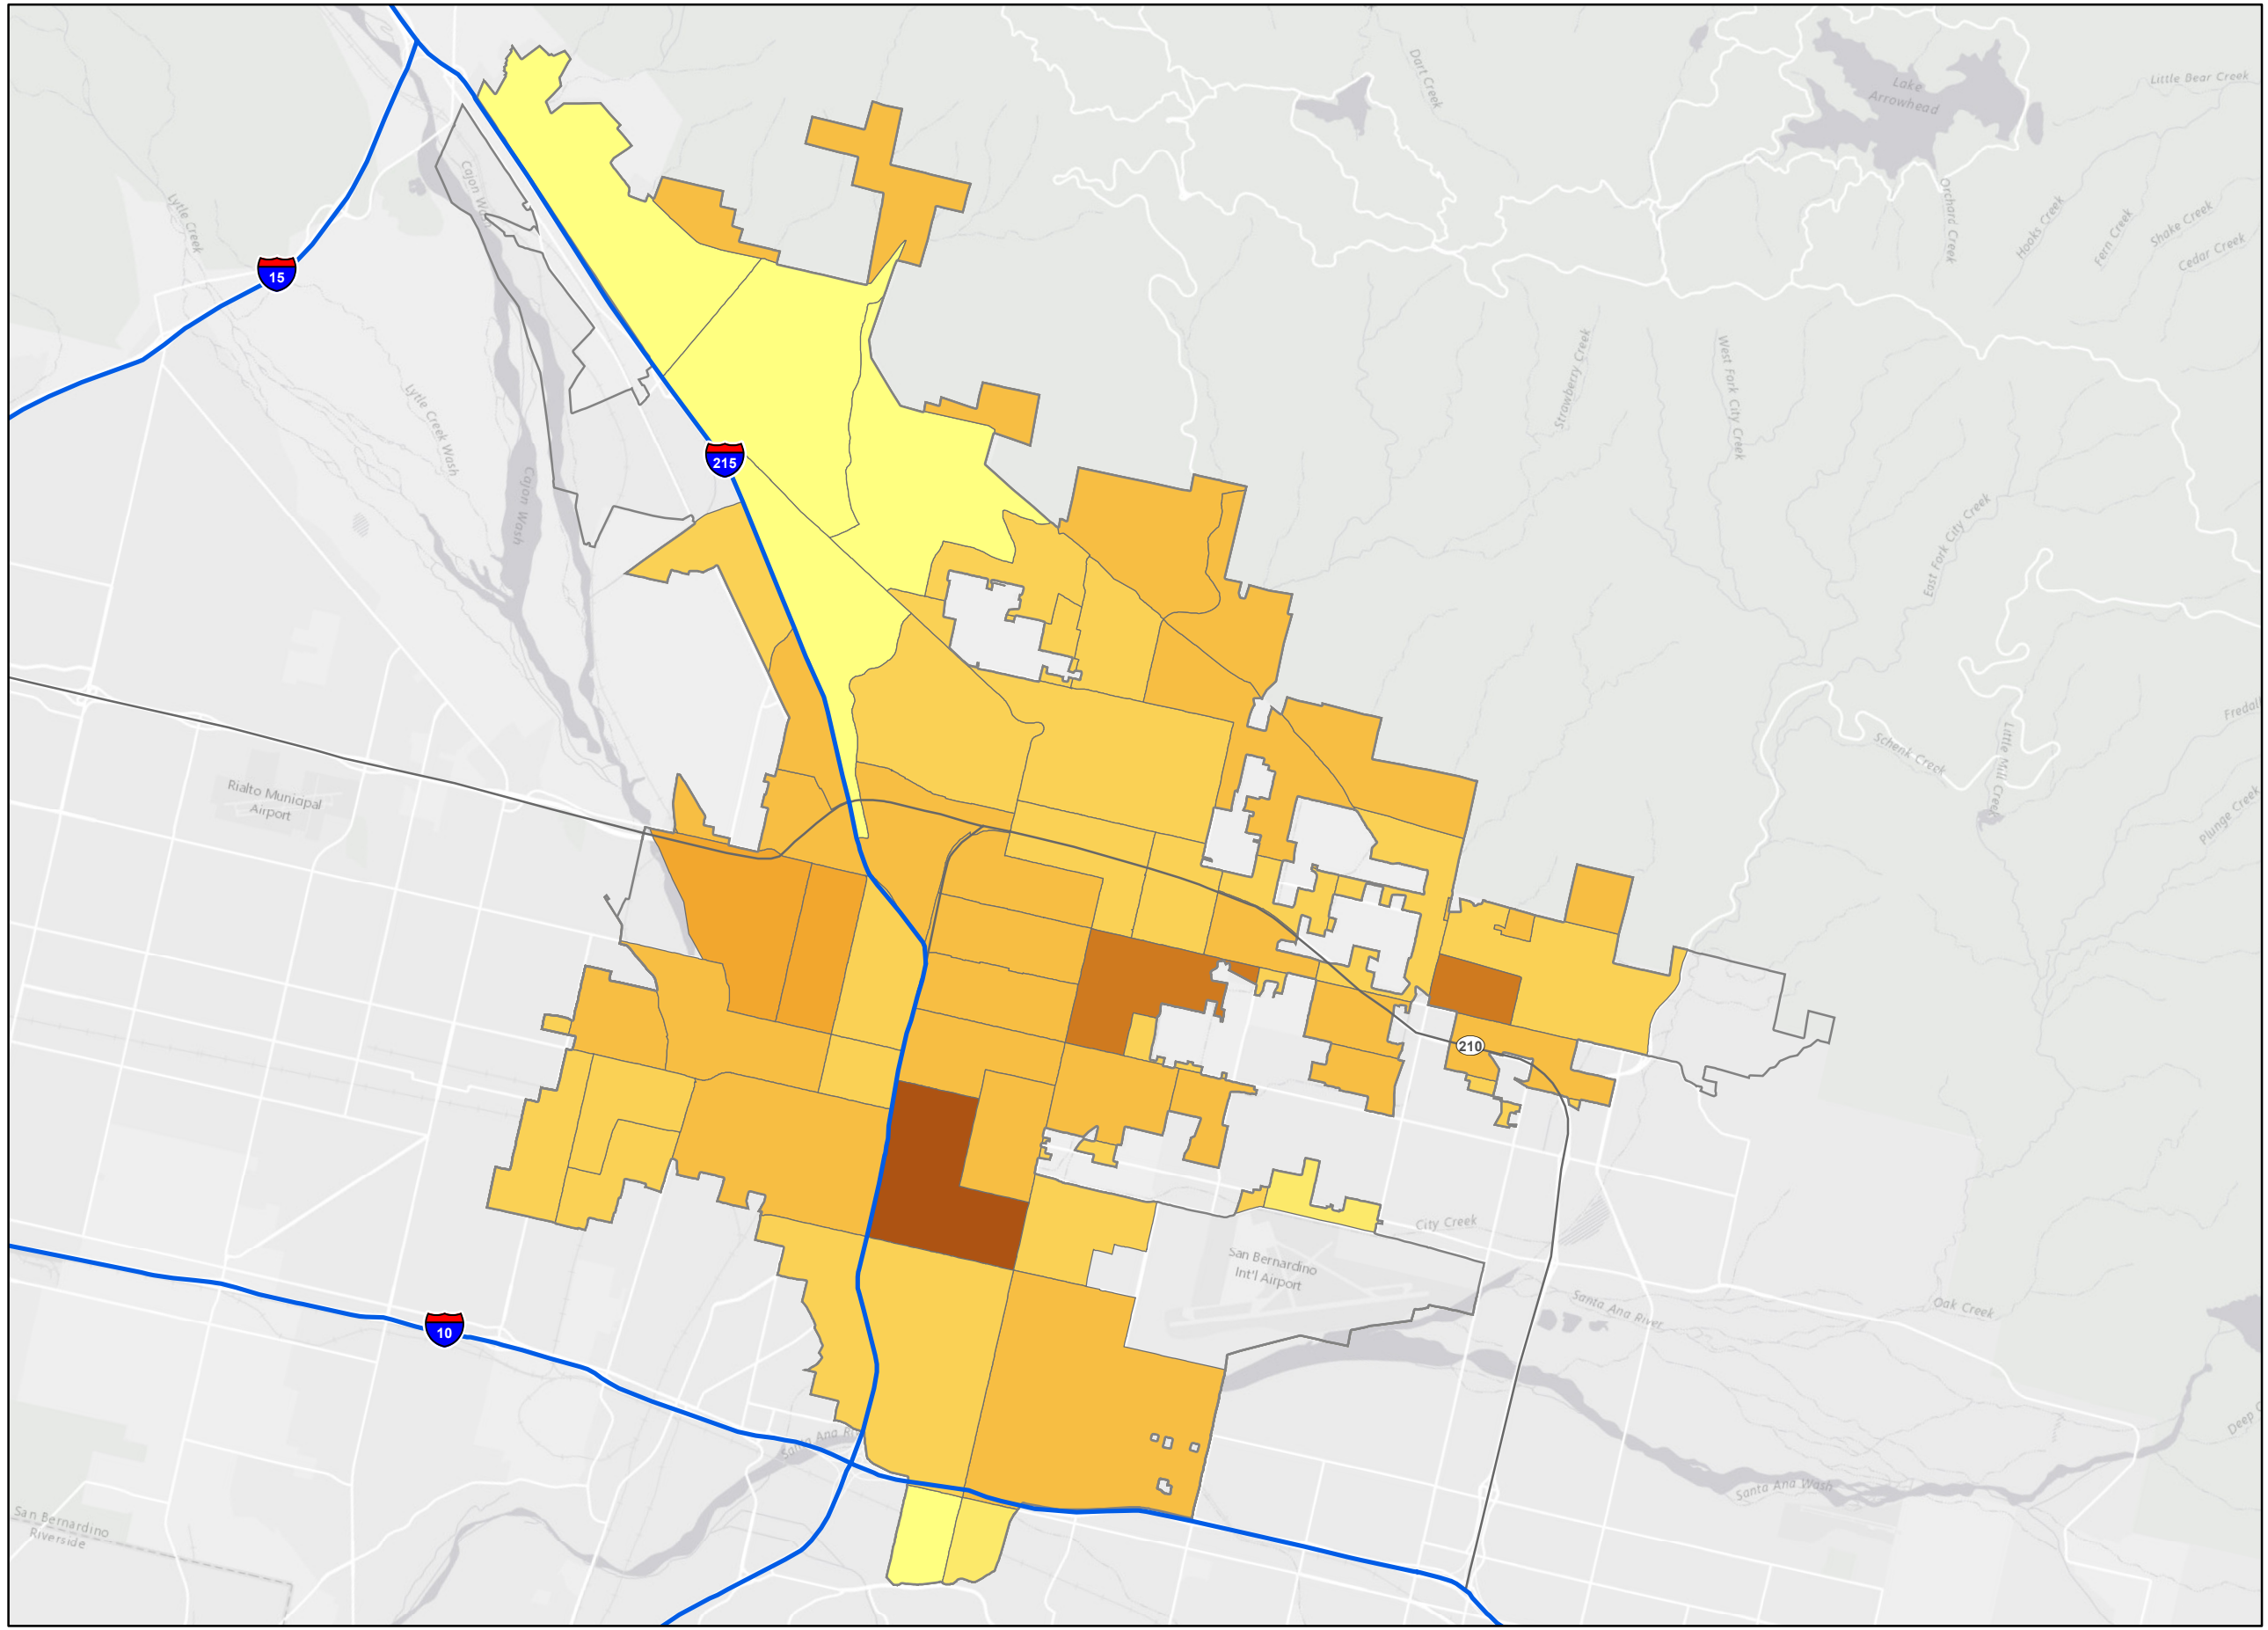 Dart Creek
Lake
Arrowhead
Little Bear Creek
Lytle Creek
Orchard Creek
Hooks Creek
Fern Creek
Shake Creek
Cedar Creek
15
Strawberry Creek
West Fork City Creek
Lytle Creek Wash
215
Cajon Wash
East Fork City Creek
Schenk Creek
Little Mill Creek
Plunge Creek
Rialto Municipal
Airport
210
City Creek
San Bernardino
Int'l Airport
Santa Ana River
Oak Creek
10
Santa Ana Wash
San Bernardino
Riverside